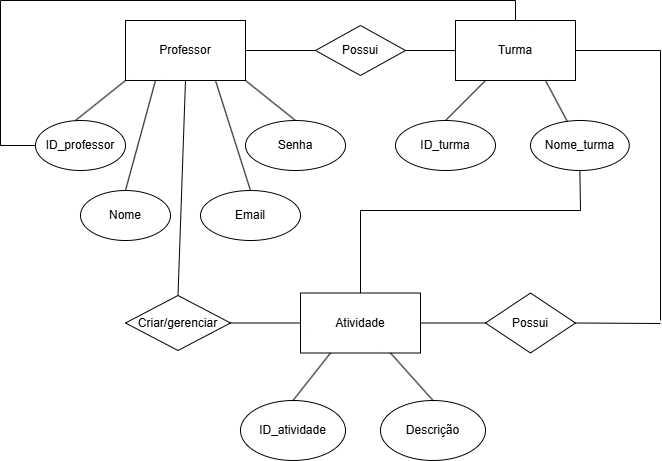 Professor
Possui
Turma
ID_professor
Senha
ID_turma
Nome_turma
Nome
Email
Criar/gerenciar
Atividade
Possui
ID_atividade
Descrição